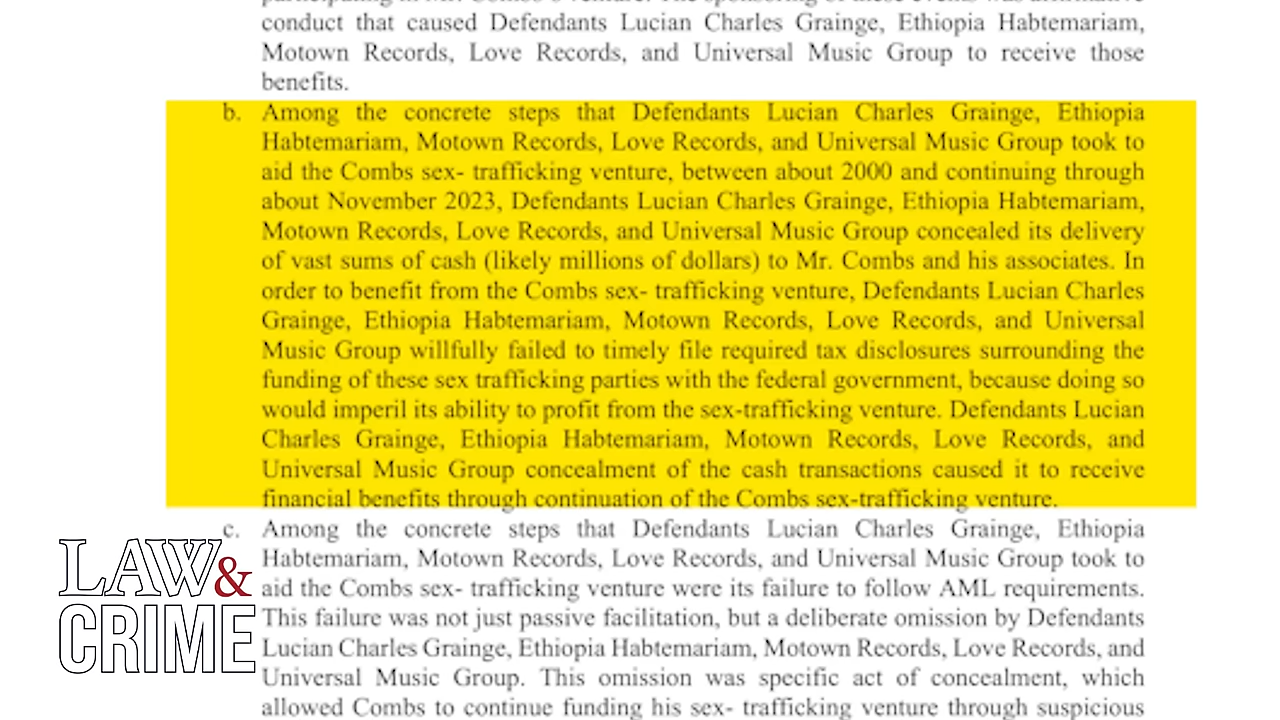 participating in Mr. Combs's venture. The sponsoring of these events was affirmative
conduct that caused Defendants Lucian Charles Grainge, Ethiopia Habtemariam,
Motown Records, Love Records, and Universal Music Group to receive those
benefits.
b. Among the concrete steps that Defendants Lucian Charles Grainge, Ethiopia
Habtemariam, Motown Records, Love Records, and Universal Music Group took to
aid the Combs sex- trafficking venture, between about 2000 and continuing through
about November 2023, Defendants Lucian Charles Grainge, Ethiopia Habtemariam,
Motown Records, Love Records, and Universal Music Group concealed its delivery
of vast sums of cash (likely millions of dollars) to Mr. Combs and his associates. In
order to benefit from the Combs sex- trafficking venture, Defendants Lucian Charles
Grainge, Ethiopia Habtemariam, Motown Records, Love Records, and Universal
Music Group willfully failed to timely file required tax disclosures surrounding the
funding of these sex trafficking parties with the federal government, because doing so
would imperil its ability to profit from the sex-trafficking venture. Defendants Lucian
Charles Grainge, Ethiopia Habtemariam, Motown Records, Love Records, and
Universal Music Group concealment of the cash transactions caused it to receive
financial benefits through continuation of the Combs sex-trafficking venture.
c. Among the concrete steps that Defendants Lucian Charles Grainge, Ethiopia
Habtemariam, Motown Records, Love Records, and Universal Music Group took to
aid the Combs sex- trafficking venture were its failure to follow AML requirements.
This failure was not just passive facilitation, but a deliberate omission by Defendants
Lucian Charles Grainge, Ethiopia Habtemariam, Motown Records, Love Records, and
Universal Music Group. This omission was specific act of concealment, which
allowed Combs to continue funding his sex- trafficking venture through suspicious
LAW&
CRIME